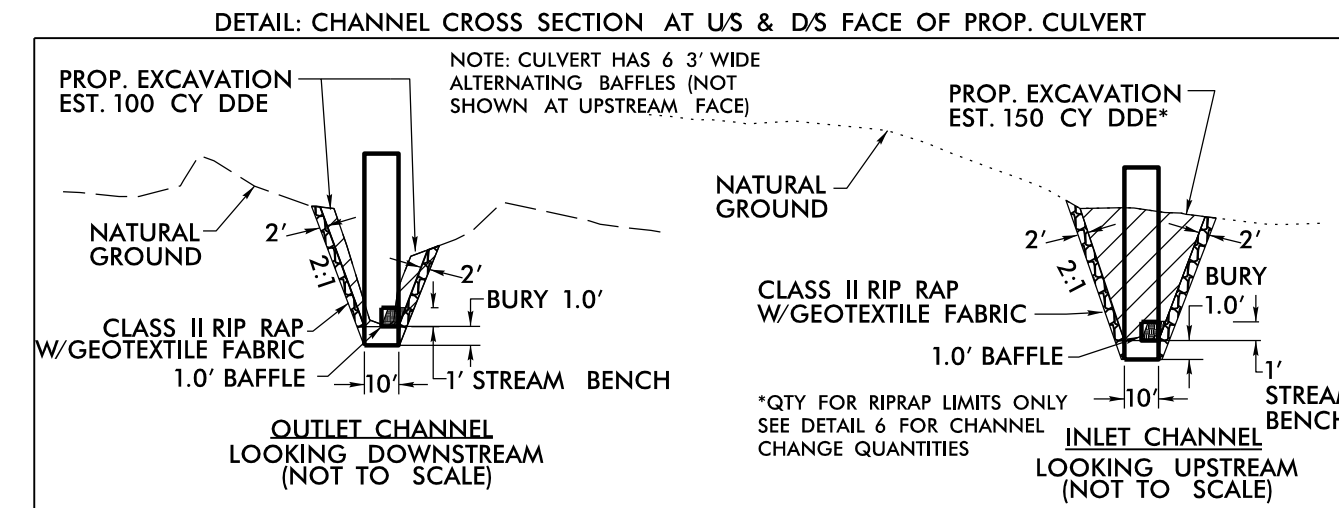 DETAIL: CHANNEL CROSS SECTION AT U/S & D/S FACE OF PROP. CULVERT
PROP. EXCAVATION
EST. 100 CY DDE
NOTE: CULVERT HAS 6 3' WIDE
ALTERNATING BAFFLES (NOT
SHOWN AT UPSTREAM FACE)
NATURAL
GROUND
2'
2:1
2'
BURY 1.0'
CLASS II RIP RAP
W/GEOTEXTILE FABRIC
1.0' BAFFLE
10'
1' STREAM BENCH
OUTLET CHANNEL
LOOKING DOWNSTREAM
(NOT TO SCALE)
PROP. EXCAVATION
EST. 150 CY DDE*
NATURAL
GROUND
2'
2:1
2'
BURY
1.0'
CLASS II RIP RAP
W/GEOTEXTILE FABRIC
1.0' BAFFLE
10'
1'
STREAM
BENCH
*QTY FOR RIPRAP LIMITS ONLY
SEE DETAIL 6 FOR CHANNEL
CHANGE QUANTITIES
INLET CHANNEL
LOOKING UPSTREAM
(NOT TO SCALE)